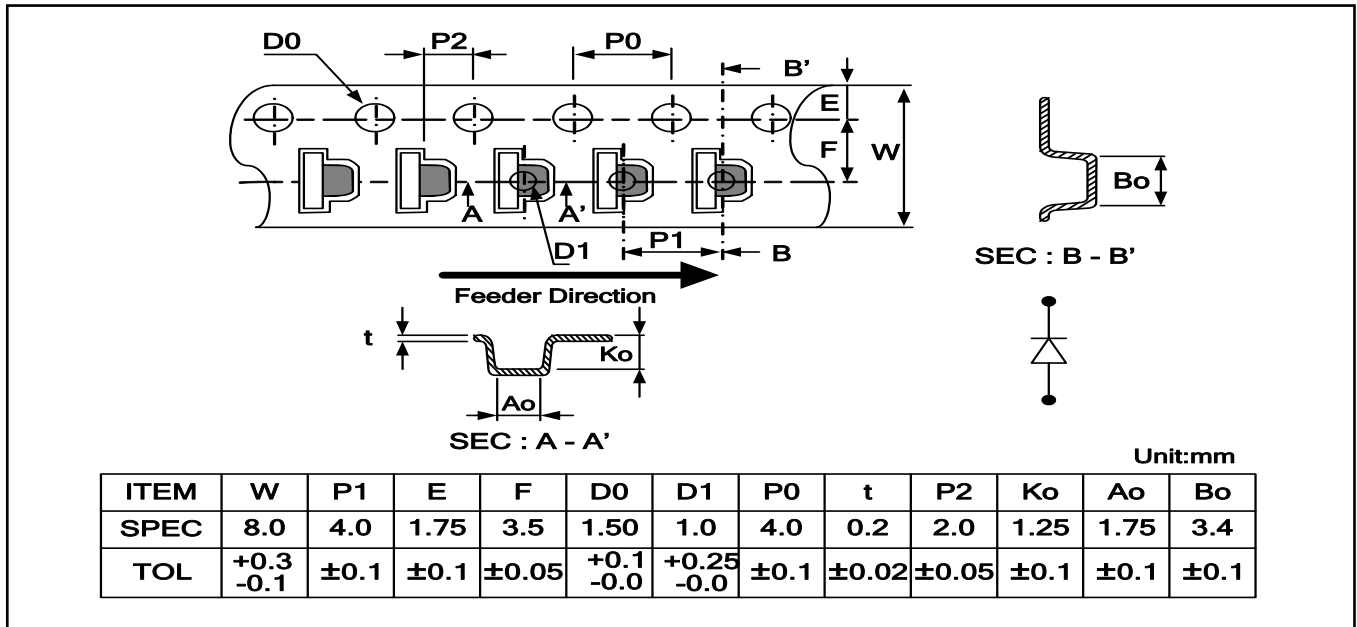 D0 P2 P0 B'
E
F W
A A'
D1 P1 B
Bo
SEC : B - B'
Feeder Direction
t Ko
Ao
SEC : A - A'
Unit:mm
ITEM W P1 E F D0 D1 P0 t P2 Ko Ao Bo
SPEC 8.0 4.0 1.75 3.5 1.50 1.0 4.0 0.2 2.0 1.25 1.75 3.4
TOL +0.3 -0.1 ±0.1 ±0.1 ±0.05 +0.1 -0.0 +0.25 -0.0 ±0.1 ±0.02 ±0.05 ±0.1 ±0.1 ±0.1